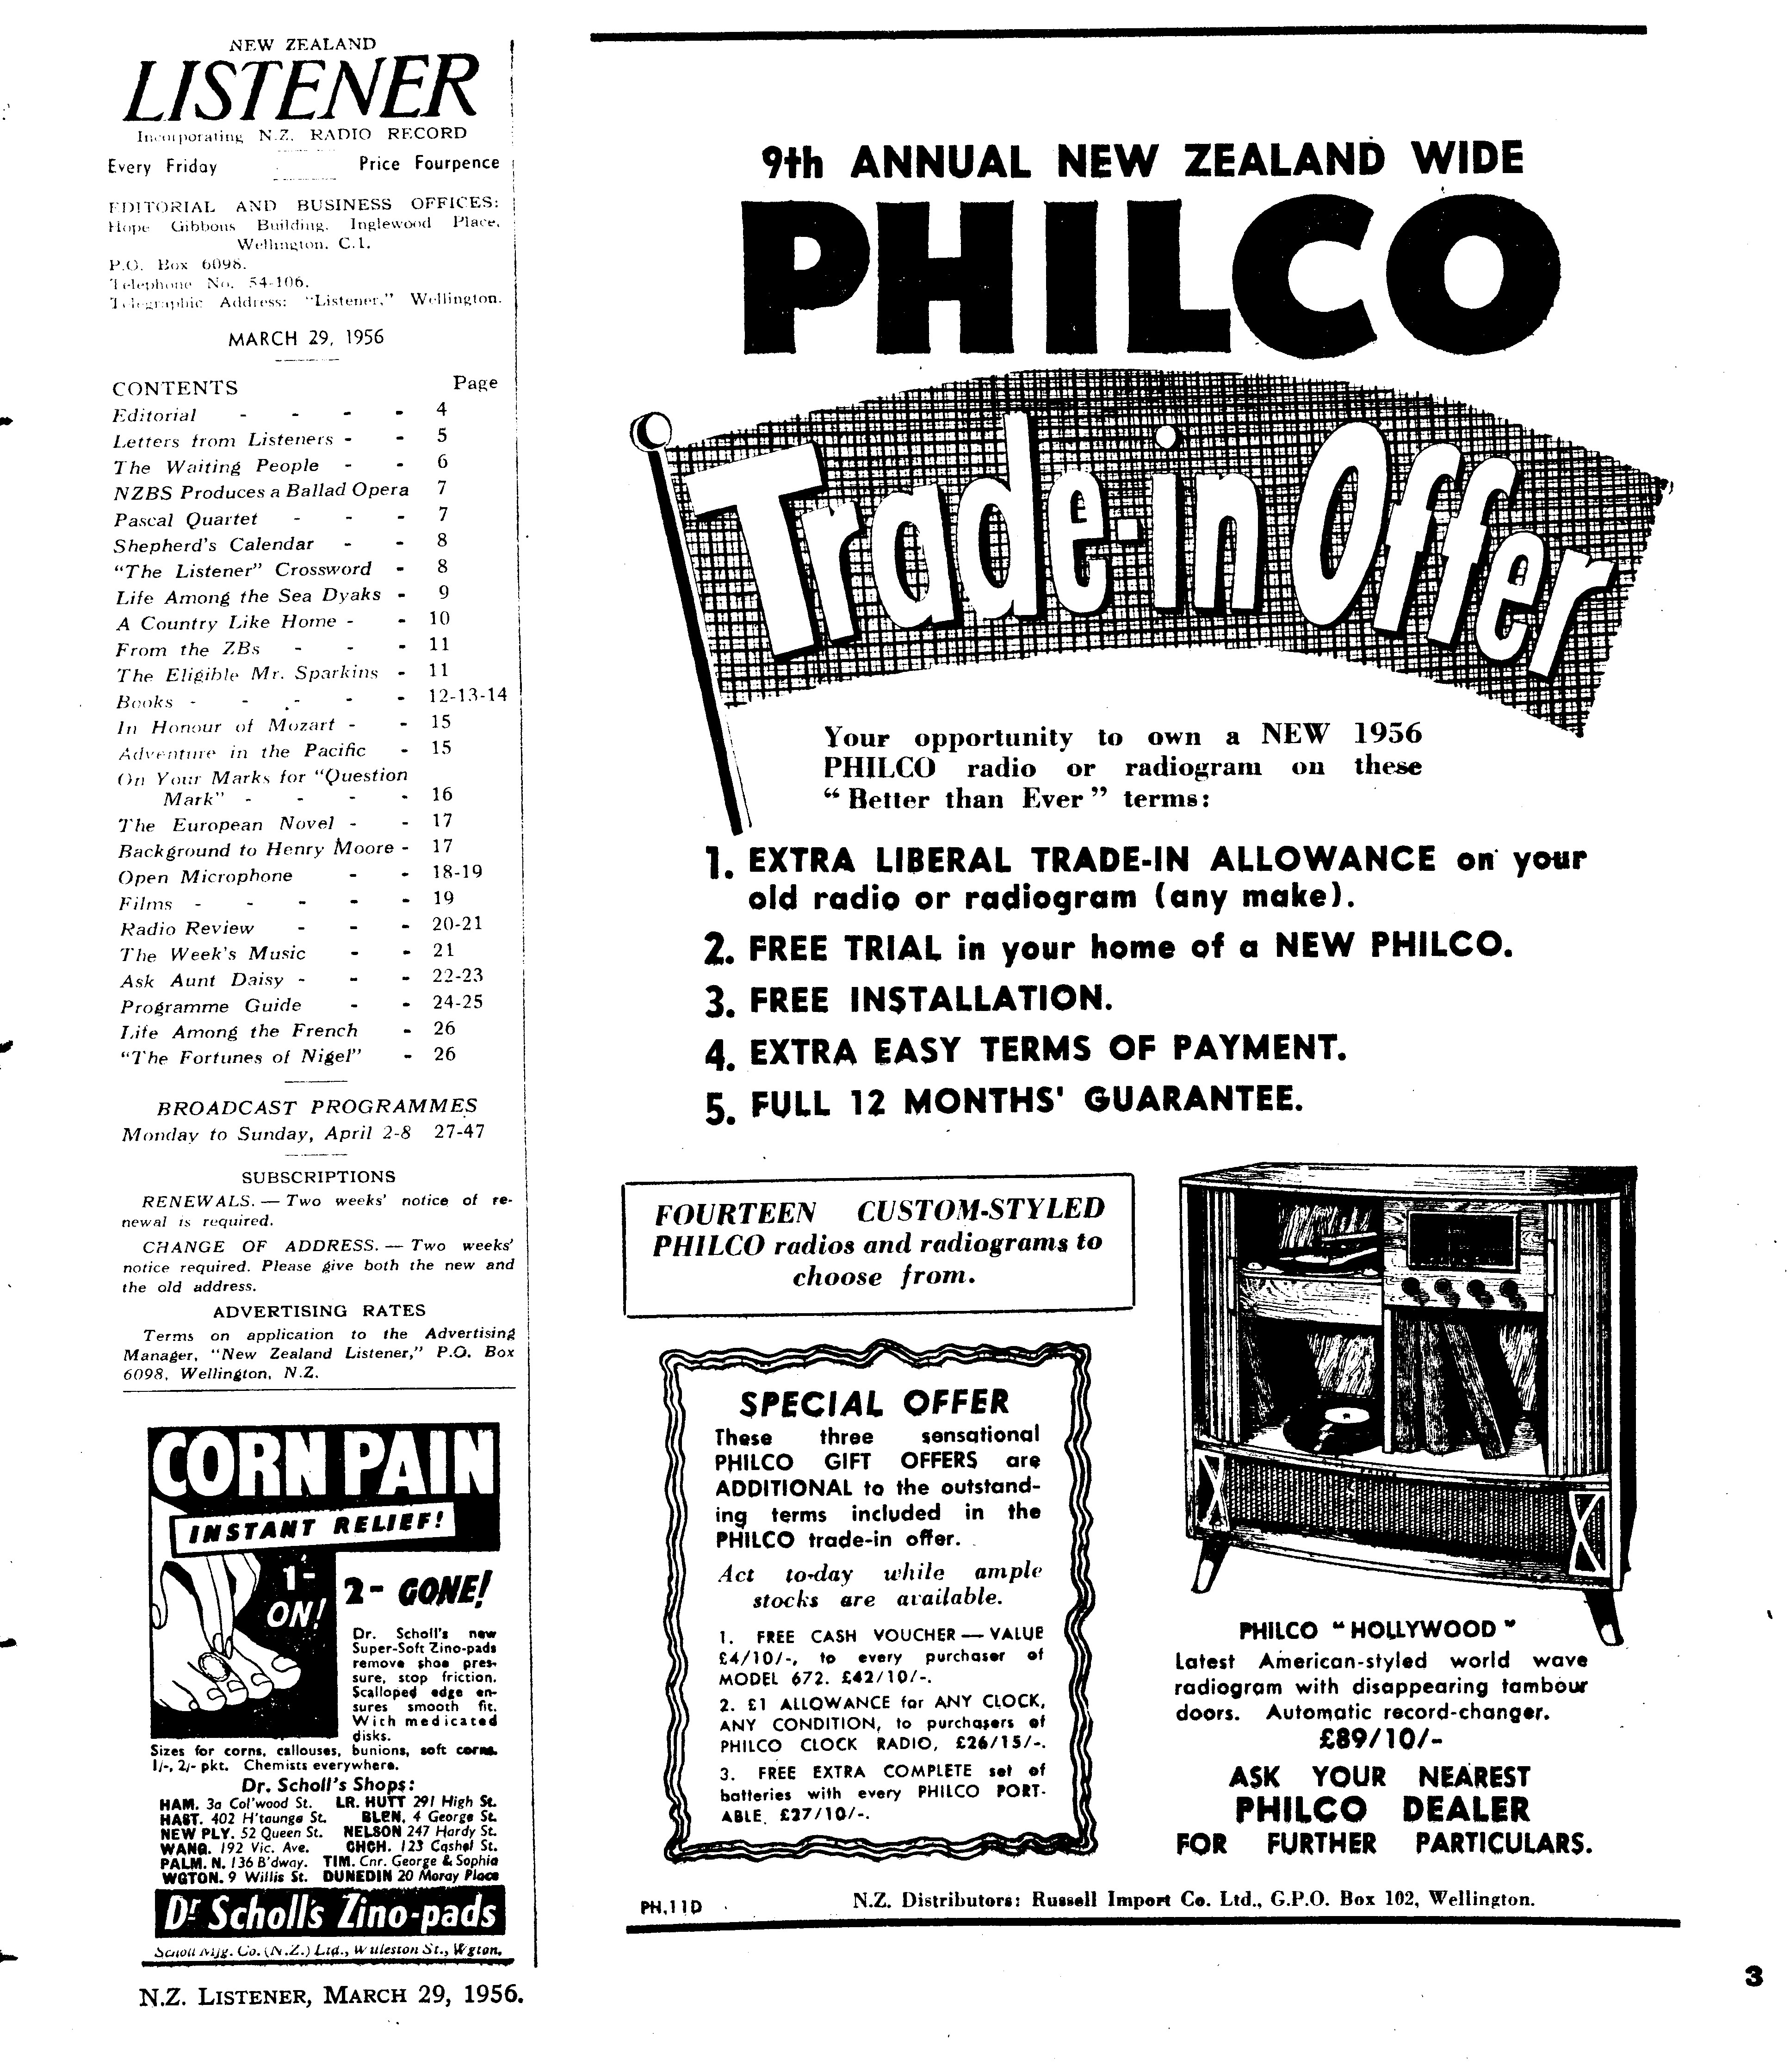 NEW ZEALAND
LISTENER
Incorporating N.Z. RADIO RECORD
Every Friday Price Fourpence
EDITORIAL AND BUSINESS OFFICES:
Hope Gibbons Building, Inglewood Place,
Wellington, C.1.
P.O. Box 6098.
Telephone No. 54-106.
Telegraphic Address: "Listener," Wellington.
MARCH 29, 1956
CONTENTS Page
Editorial - - - - 4
Letters from Listeners - - 5
The Waiting People - - 6
NZBS Produces a Ballad Opera 7
Pascal Quartet - - - 7
Shepherd's Calendar - - 8
"The Listener" Crossword - 8
Life Among the Sea Dyaks - 9
A Country Like Home - - 10
From the ZBs - - - 11
The Eligible Mr. Sparkins - 11
Books - - - - - 12-13-14
In Honour of Mozart - - 15
Adventure in the Pacific - 15
On Your Marks for "Question
Mark" - - - - 16
The European Novel - - 17
Background to Henry Moore - 17
Open Microphone - - 18-19
Films - - - - - 19
Radio Review - - - 20-21
The Week's Music - - 21
Ask Aunt Daisy - - - 22-23
Programme Guide - - 24-25
Life Among the French - 26
"The Fortunes of Nigel" - 26
BROADCAST PROGRAMMES
Monday to Sunday, April 2-8 27-47
SUBSCRIPTIONS
RENEWALS. — Two weeks' notice of re-
newal is required.
CHANGE OF ADDRESS. — Two weeks'
notice required. Please give both the new and
the old address.
ADVERTISING RATES
Terms on application to the Advertising
Manager, "New Zealand Listener," P.O. Box
6098, Wellington, N.Z.
CORN PAIN
INSTANT RELIEF!
1-
ON!
2- GONE!
Dr. Scholl's new
Super-Soft Zino-pads
remove shoe pres-
sure, stop friction.
Scalloped edge en-
sures smooth fit.
With medicated
disks.
Sizes for corns, callouses, bunions, soft corns.
1/-, 2/- pkt. Chemists everywhere.
Dr. Scholl's Shops:
HAM. 3a Col'wood St. LR. HUTT 291 High St.
HAST. 402 H'taunga St. BLEN. 4 George St.
NEW PLY. 52 Queen St. NELSON 247 Hardy St.
WANG. 192 Vic. Ave. CHCH. 123 Cashel St.
PALM. N. 136 B'dway. TIM. Cnr. George & Sophia
WGTON. 9 Willis St. DUNEDIN 20 Moray Place
Dr Scholl's Zino-pads
Scholl Mfg. Co. (N.Z.) Ltd., Willeston St., Wgton.
N.Z. LISTENER, MARCH 29, 1956.
9th ANNUAL NEW ZEALAND WIDE
PHILCO
Trade-in Offer
Your opportunity to own a NEW 1956
PHILCO radio or radiogram on these
"Better than Ever" terms:
1. EXTRA LIBERAL TRADE-IN ALLOWANCE on your
old radio or radiogram (any make).
2. FREE TRIAL in your home of a NEW PHILCO.
3. FREE INSTALLATION.
4. EXTRA EASY TERMS OF PAYMENT.
5. FULL 12 MONTHS' GUARANTEE.
FOURTEEN CUSTOM-STYLED
PHILCO radios and radiograms to
choose from.
SPECIAL OFFER
These three sensational
PHILCO GIFT OFFERS are
ADDITIONAL to the outstand-
ing terms included in the
PHILCO trade-in offer.
Act to-day while ample
stocks are available.
1. FREE CASH VOUCHER — VALUE
£4/10/-, to every purchaser of
MODEL 672. £42/10/-.
2. £1 ALLOWANCE for ANY CLOCK,
ANY CONDITION, to purchasers of
PHILCO CLOCK RADIO, £26/15/-.
3. FREE EXTRA COMPLETE set of
batteries with every PHILCO PORT-
ABLE. £27/10/-.
PHILCO "HOLLYWOOD"
Latest American-styled world wave
radiogram with disappearing tambour
doors. Automatic record-changer.
£89/10/-
ASK YOUR NEAREST
PHILCO DEALER
FOR FURTHER PARTICULARS.
PH.11D
N.Z. Distributors: Russell Import Co. Ltd., G.P.O. Box 102, Wellington.
3